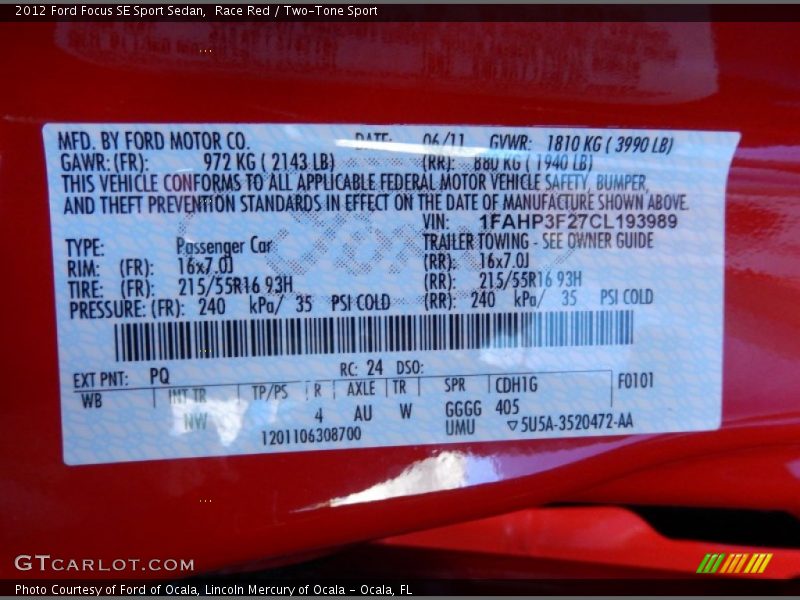 2012 Ford Focus SE Sport Sedan,  Race Red / Two-Tone Sport
MFD. BY FORD MOTOR CO. DATE: 06/11 GVWR: 1810 KG ( 3990 LB)
GAWR: (FR): 972 KG ( 2143 LB) (RR): 880 KG ( 1940 LB)
THIS VEHICLE CONFORMS TO ALL APPLICABLE FEDERAL MOTOR VEHICLE SAFETY, BUMPER,
AND THEFT PREVENTION STANDARDS IN EFFECT ON THE DATE OF MANUFACTURE SHOWN ABOVE.
VIN: 1FAHP3F27CL193989
TYPE: Passenger Car TRAILER TOWING - SEE OWNER GUIDE
RIM: (FR): 16x7.0J (RR): 16x7.0J
TIRE: (FR): 215/55R16 93H (RR): 215/55R16 93H
PRESSURE: (FR): 240 kPa/ 35 PSI COLD (RR): 240 kPa/ 35 PSI COLD
EXT PNT: PQ RC: 24 DSO:
WB INT TR TP/PS R AXLE TR SPR CDH1G F0101
NW 4 AU W GGGG 405
1201106308700 UMU ▽5U5A-3520472-AA
GTCARLOT.COM
Photo Courtesy of Ford of Ocala, Lincoln Mercury of Ocala - Ocala, FL